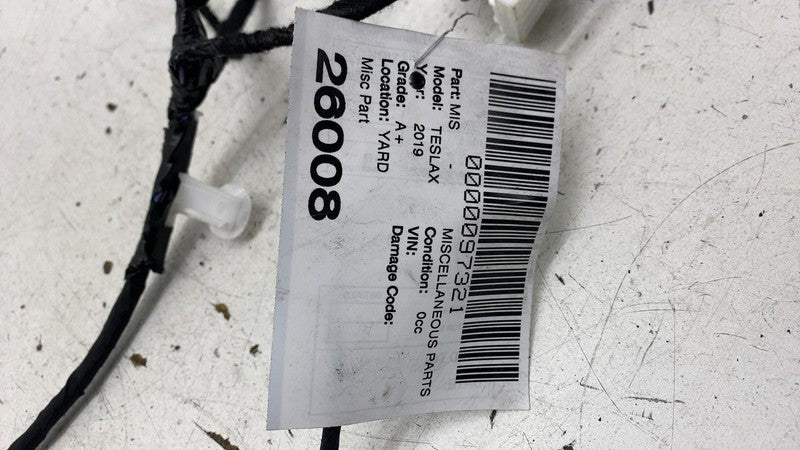 0000097321
Part: MIS - MISCELLANEOUS PARTS
Model: TESLAX Condition: 0cc
Year: 2019 VIN:
Grade: A+ Damage Code:
Location: YARD
Misc Part
26008